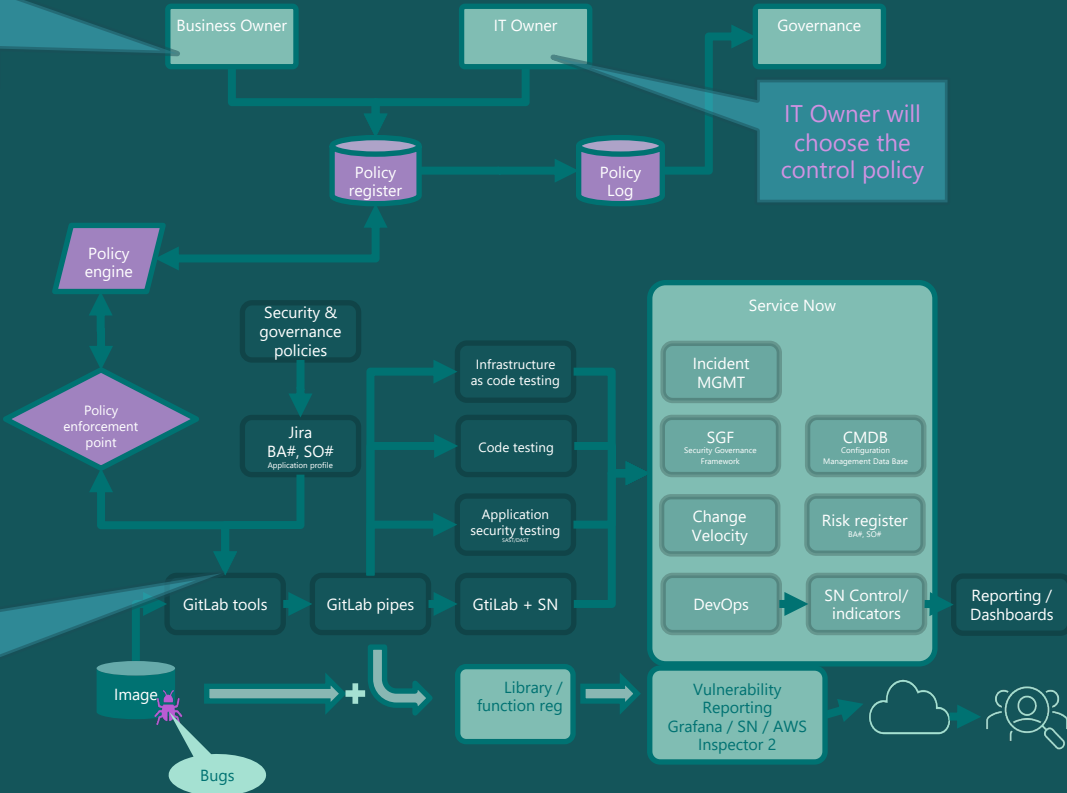 Business Owner
IT Owner
Governance
IT Owner will
choose the
control policy
Policy
register
Policy
Log
Policy
engine
Security &
governance
policies
Service Now
Infrastructure
as code testing
Incident
MGMT
Policy
enforcement
point
Jira
BA#, SO#
Application profile
Code testing
SGF
Security Governance
Framework
CMDB
Configuration
Management Data Base
Application
security testing
SAST/DAST
Change
Velocity
Risk register
BA#, SO#
GitLab tools
GitLab pipes
GtiLab + SN
DevOps
SN Control/
indicators
Reporting /
Dashboards
Image
Library /
function reg
Vulnerability
Reporting
Grafana / SN / AWS
Inspector 2
Bugs